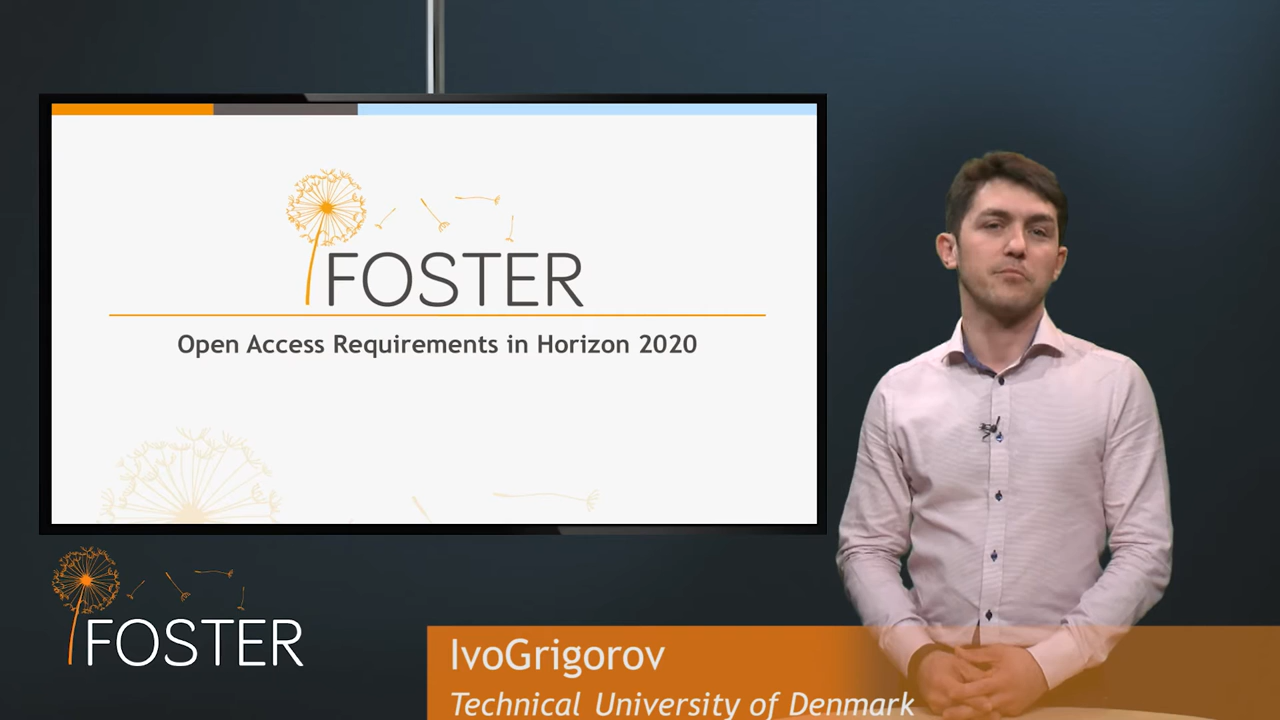 FOSTER
Open Access Requirements in Horizon 2020
FOSTER
IvoGrigorov
Technical University of Denmark